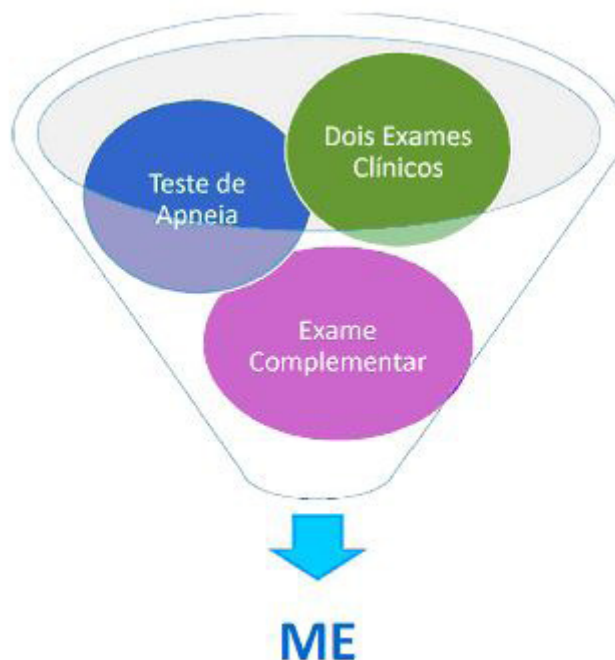 Dois Exames
Clínicos
Teste de
Apneia
Exame
Complementar
ME